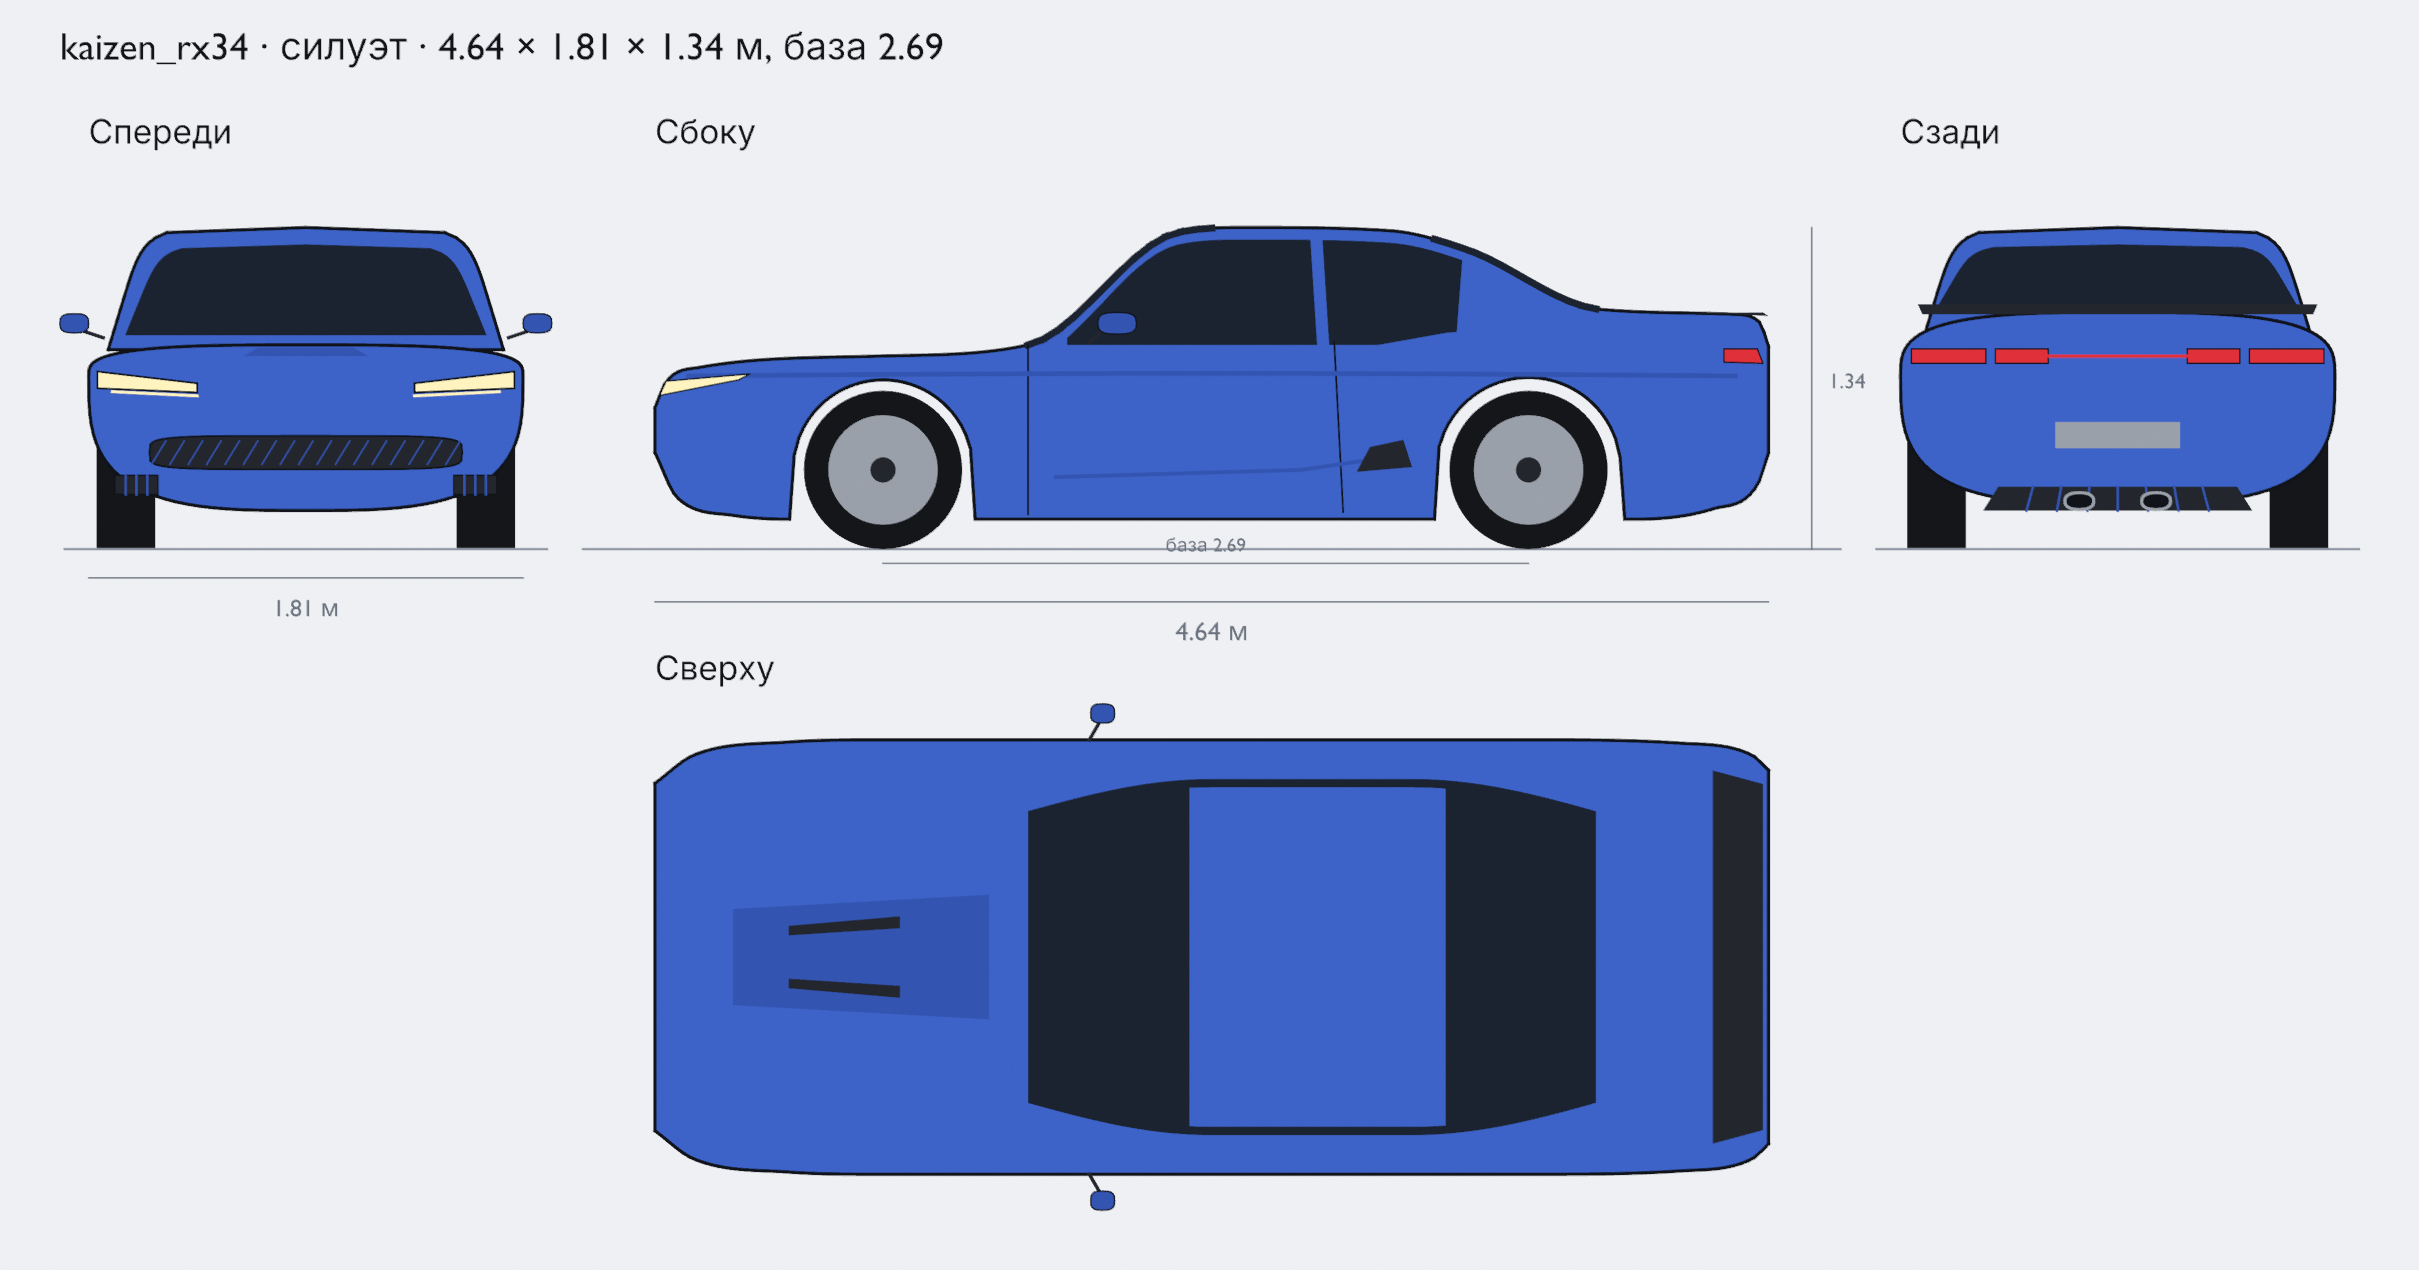 kaizen_rx34 · силуэт · 4.64 × 1.81 × 1.34 м, база 2.69
Спереди
Сбоку
Сзади
1.34
база 2.69
1.81 м
4.64 м
Сверху